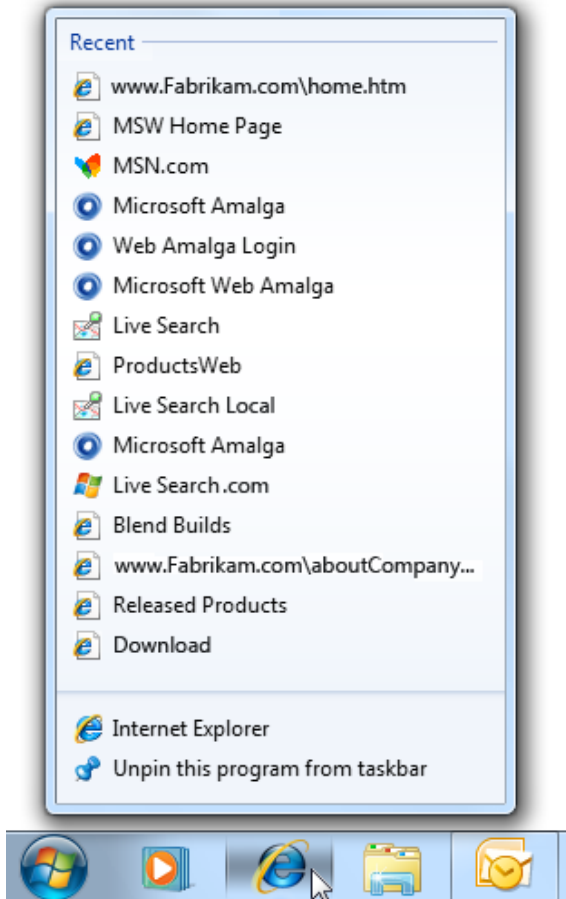 Recent
www.Fabrikam.com\home.htm
MSW Home Page
MSN.com
Microsoft Amalga
Web Amalga Login
Microsoft Web Amalga
Live Search
ProductsWeb
Live Search Local
Microsoft Amalga
Live Search.com
Blend Builds
www.Fabrikam.com\aboutCompany...
Released Products
Download
Internet Explorer
Unpin this program from taskbar